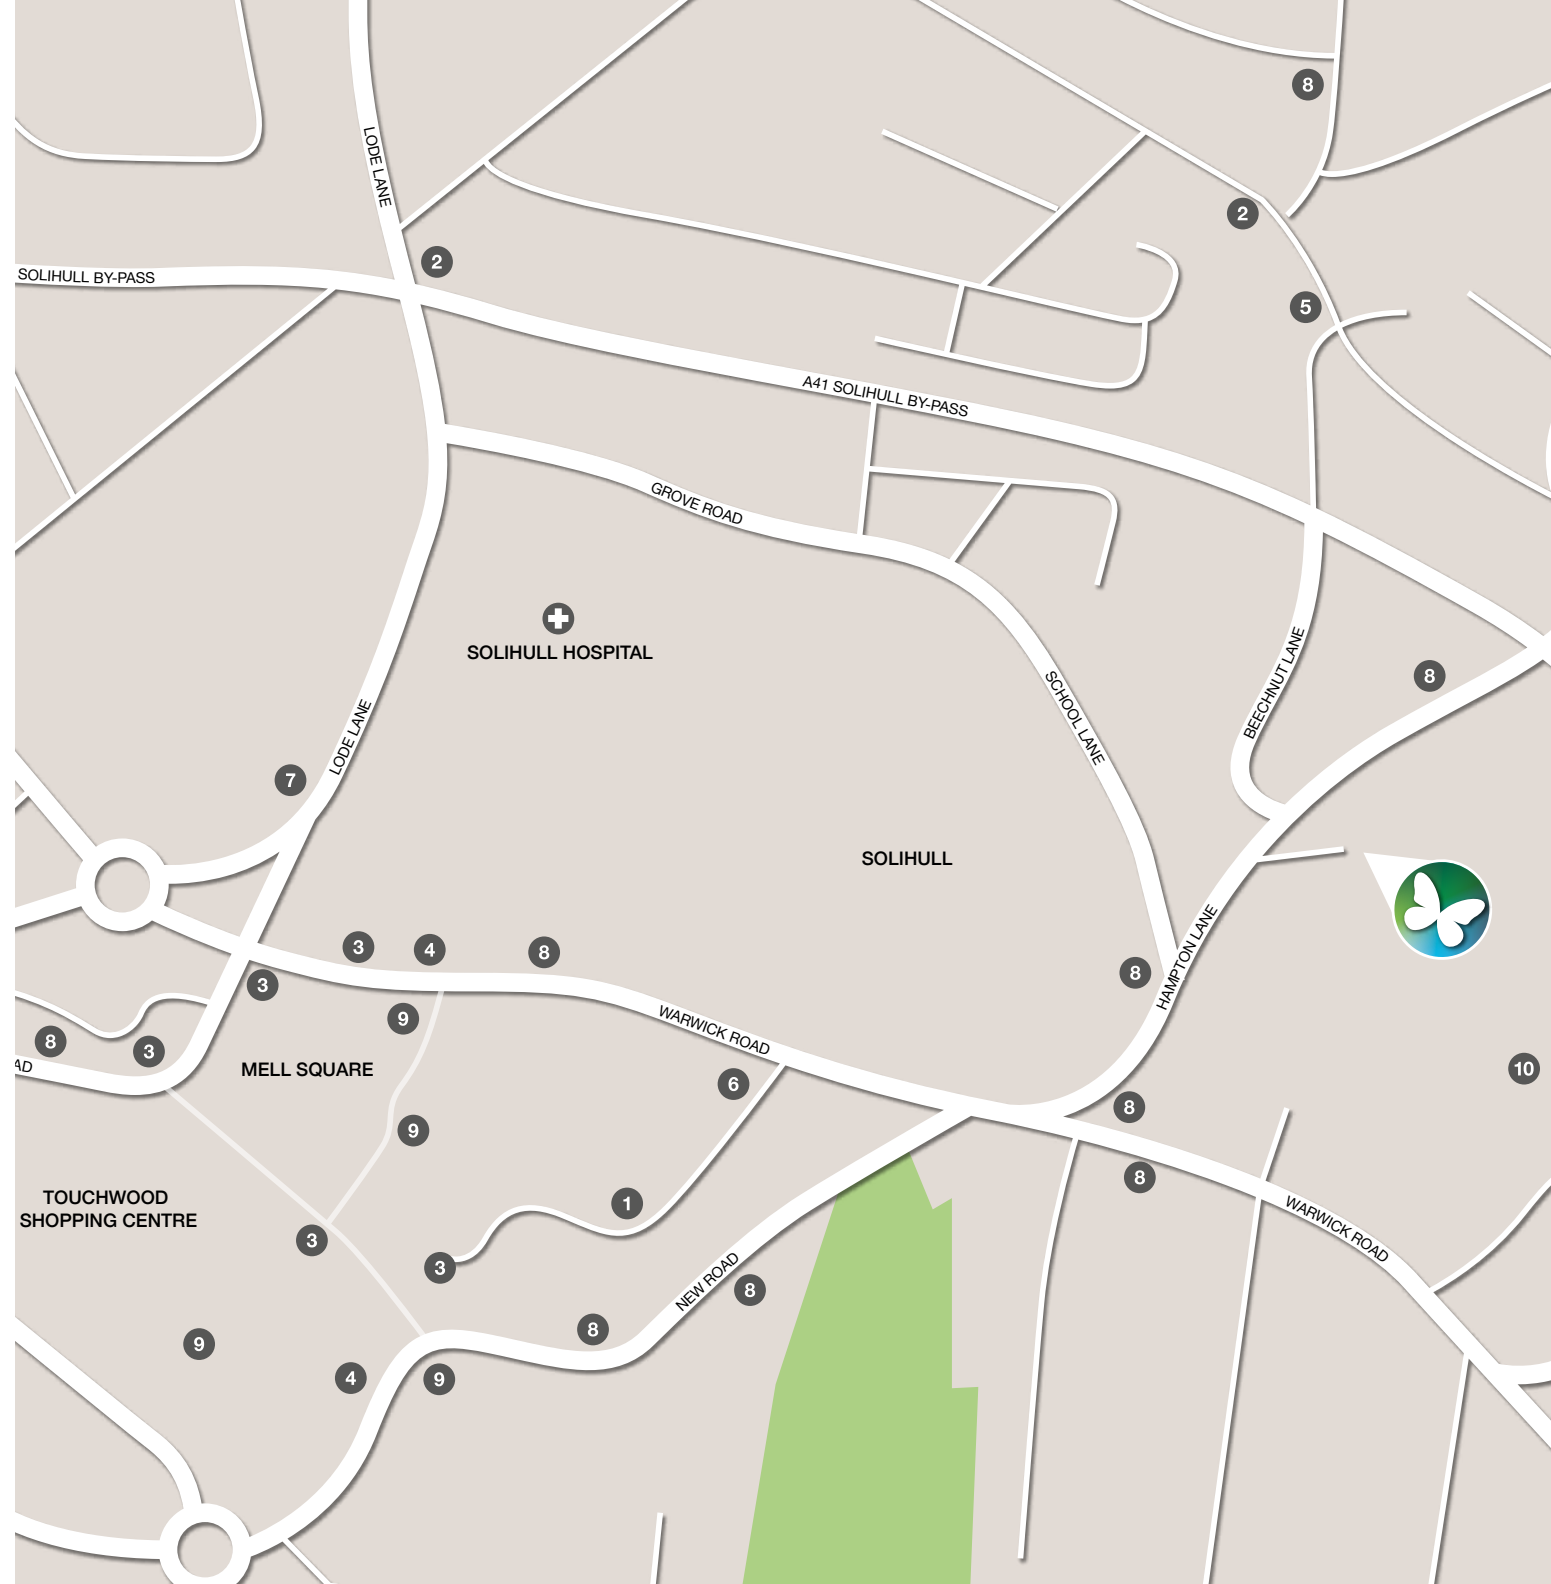 8
LODE LANE
2
2
SOLIHULL BY-PASS
5
A41 SOLIHULL BY-PASS
GROVE ROAD
SOLIHULL HOSPITAL
SCHOOL LANE
BEECHNUT LANE
8
LODE LANE
7
SOLIHULL
HAMPTON LANE
3
4
8
8
3
9
WARWICK ROAD
8
3
AD
MELL SQUARE
10
6
8
9
8
TOUCHWOOD
SHOPPING CENTRE
1
WARWICK ROAD
3
3
NEW ROAD
8
8
9
4
9